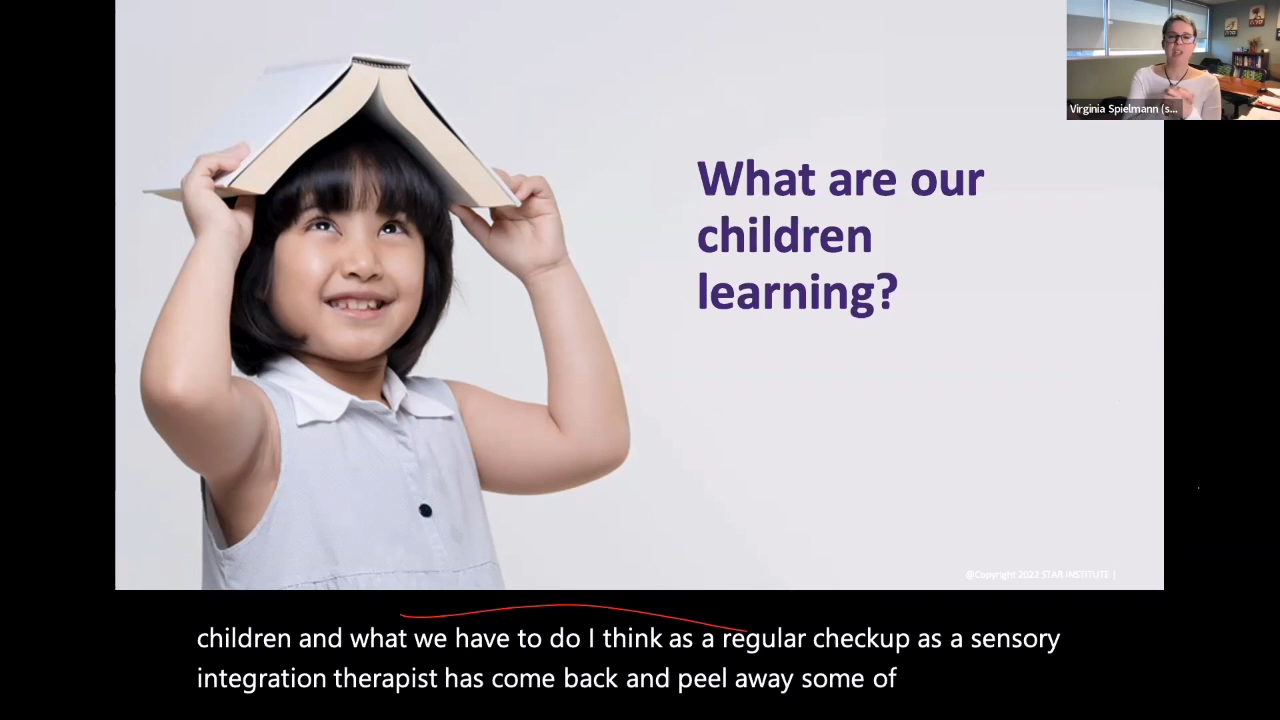 Virginia Spielmann (s...
What are our
children
learning?
@Copyright 2022 STAR INSTITUTE |
children and what we have to do I think as a regular checkup as a sensory
integration therapist has come back and peel away some of